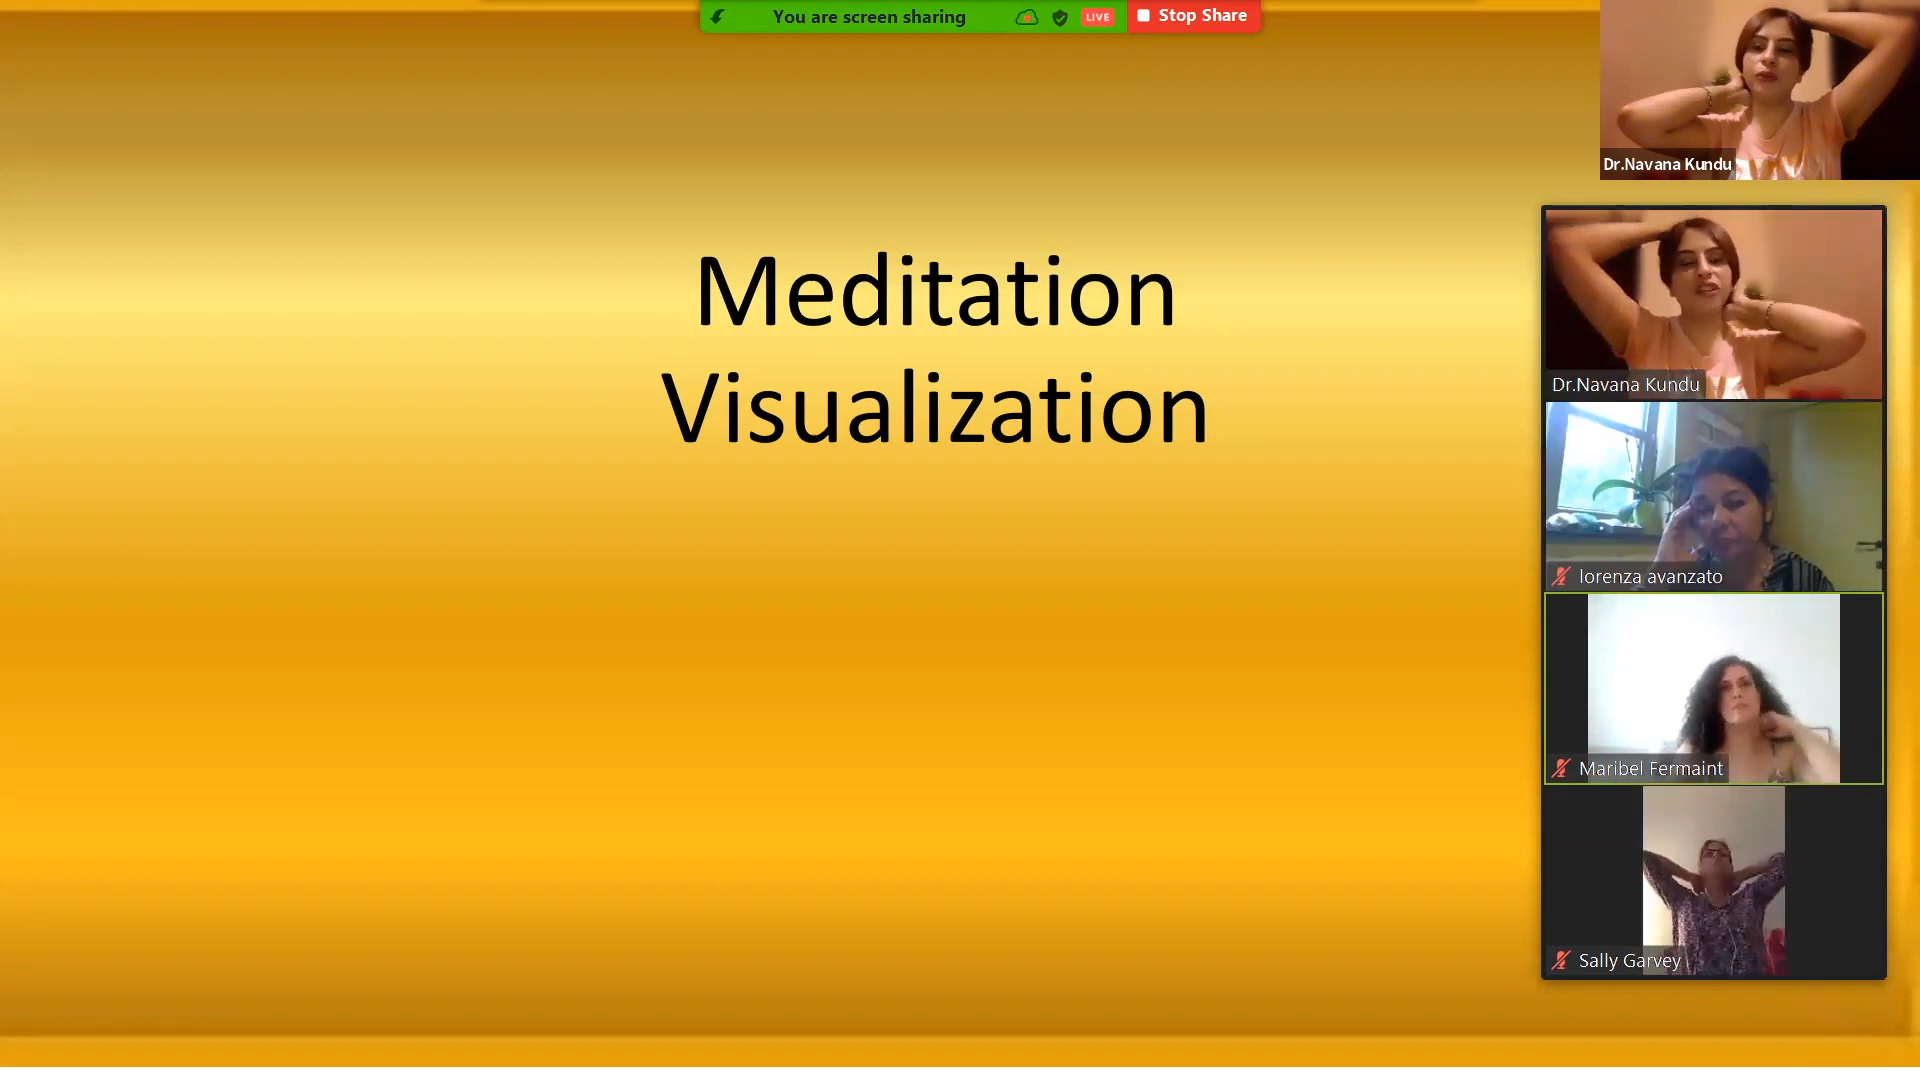 You are screen sharing LIVE Stop Share
Dr.Navana Kundu
Meditation
Visualization
Dr.Navana Kundu
lorenza avanzato
Maribel Fermaint
Sally Garvey